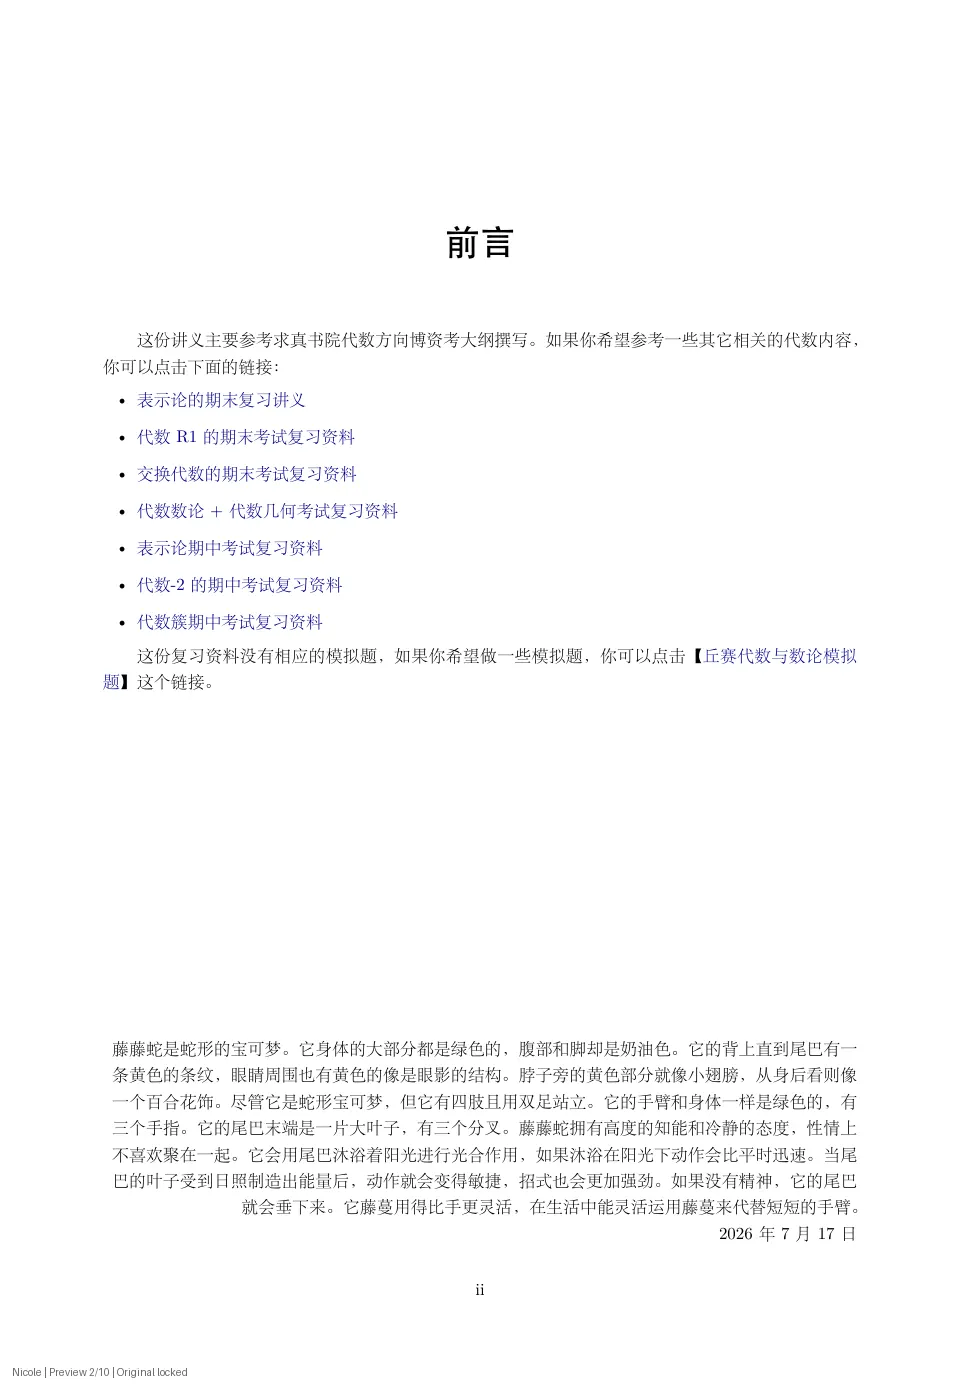 前言
这份讲义主要参考求真书院代数方向博资考大纲撰写。如果你希望参考一些其它相关的代数内容，
你可以点击下面的链接：
• 表示论的期末复习讲义
• 代数 R1 的期末考试复习资料
• 交换代数的期末考试复习资料
• 代数数论 + 代数几何考试复习资料
• 表示论期中考试复习资料
• 代数-2 的期中考试复习资料
• 代数簇期中考试复习资料
这份复习资料没有相应的模拟题，如果你希望做一些模拟题，你可以点击【丘赛代数与数论模拟
题】这个链接。
藤藤蛇是蛇形的宝可梦。它身体的大部分都是绿色的，腹部和脚却是奶油色。它的背上直到尾巴有一
条黄色的条纹，眼睛周围也有黄色的像是眼影的结构。脖子旁的黄色部分就像小翅膀，从身后看则像
一个百合花饰。尽管它是蛇形宝可梦，但它有四肢且用双足站立。它的手臂和身体一样是绿色的，有
三个手指。它的尾巴末端是一片大叶子，有三个分叉。藤藤蛇拥有高度的知能和冷静的态度，性情上
不喜欢聚在一起。它会用尾巴沐浴着阳光进行光合作用，如果沐浴在阳光下动作会比平时迅速。当尾
巴的叶子受到日照制造出能量后，动作就会变得敏捷，招式也会更加强劲。如果没有精神，它的尾巴
就会垂下来。它藤蔓用得比手更灵活，在生活中能灵活运用藤蔓来代替短短的手臂。
2026 年 7 月 17 日
ii
Nicole | Preview 2/10 | Original locked